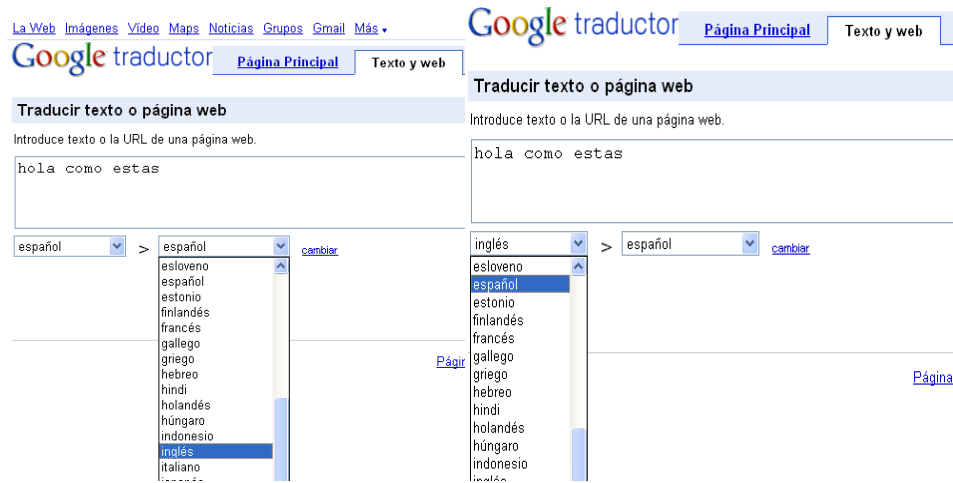 La Web Imágenes Vídeo Maps Noticias Grupos Gmail Más
Google traductor Página Principal Texto y web
Traducir texto o página web
Introduce texto o la URL de una página web.
hola como estas
español > español cambiar
esloveno
español
estonio
finlandés
francés
gallego
griego
hebreo
hindi
holandés
húngaro
indonesio
inglés
italiano
Google traductor Página Principal Texto y web
Traducir texto o página web
Introduce texto o la URL de una página web.
hola como estas
inglés > español cambiar
esloveno
español
estonio
finlandés
francés
gallego
griego
hebreo
hindi
holandés
húngaro
indonesio
inglés
Página